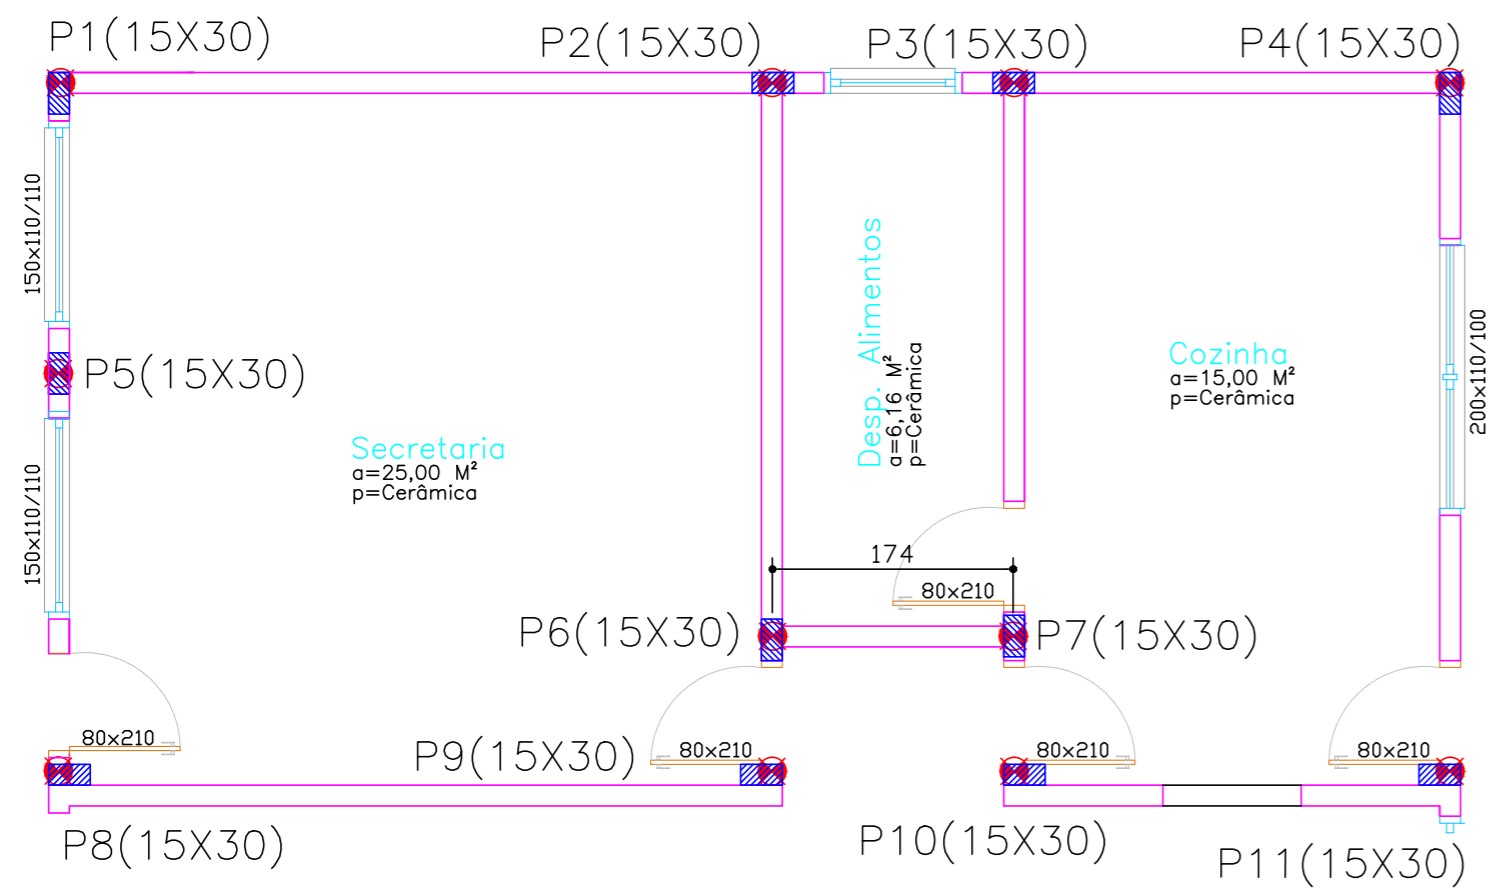 P1(15X30)
P2(15X30)
P3(15X30)
P4(15X30)
150x110/110
Desp. Alimentos
a=6,16 M²
p=Cerâmica
200x110/100
Cozinha
a=15,00 M²
p=Cerâmica
P5(15X30)
Secretaria
a=25,00 M²
p=Cerâmica
150x110/110
174
80x210
P6(15X30)
P7(15X30)
80x210
P9(15X30)
80x210
80x210
80x210
P8(15X30)
P10(15X30)
P11(15X30)